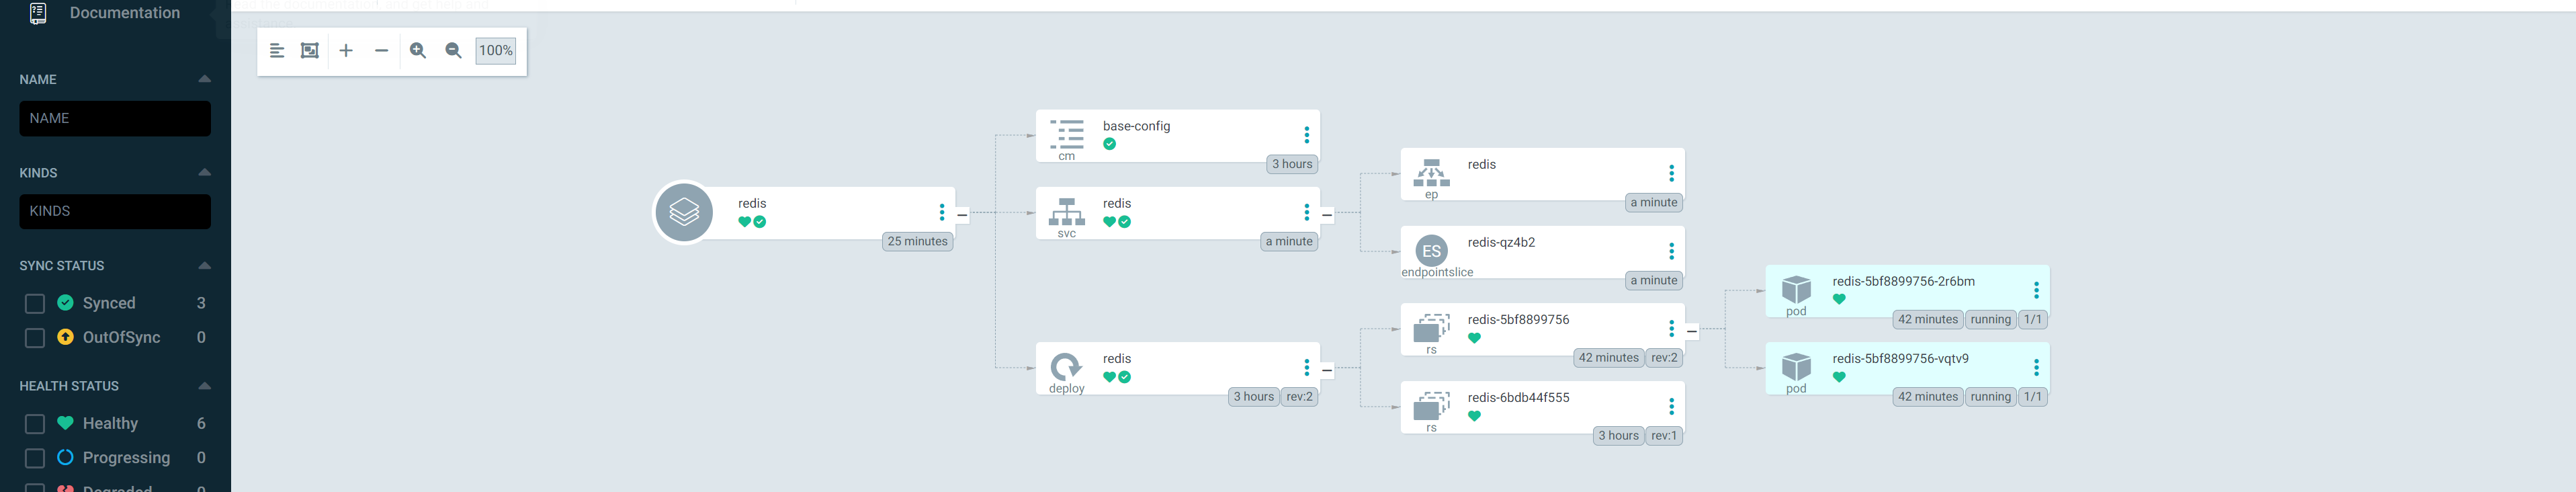 Documentation
NAME
NAME
KINDS
KINDS
SYNC STATUS
Synced 3
OutOfSync 0
HEALTH STATUS
Healthy 6
Progressing 0
Degraded 0
100%
redis
25 minutes
base-config
cm
3 hours
redis
svc
a minute
redis
deploy
3 hours rev:2
redis
ep
a minute
redis-qz4b2
ES
endpointslice
a minute
redis-5bf8899756
rs
42 minutes rev:2
redis-6bdb44f555
rs
3 hours rev:1
redis-5bf8899756-2r6bm
pod
42 minutes running 1/1
redis-5bf8899756-vqtv9
pod
42 minutes running 1/1